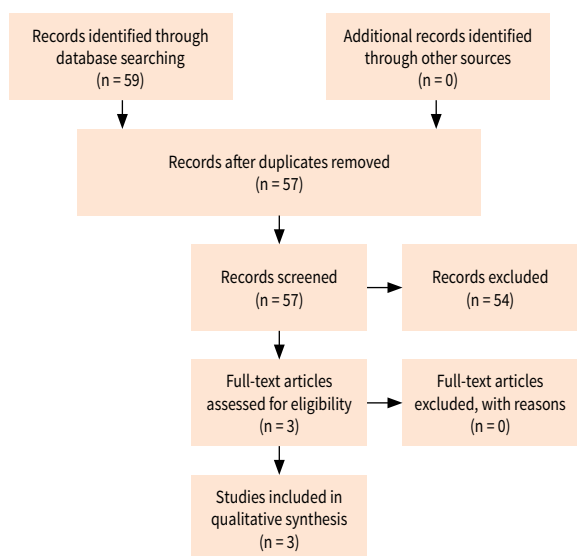 Records identified through
database searching
(n = 59)
Additional records identified
through other sources
(n = 0)
Records after duplicates removed
(n = 57)
Records screened
(n = 57)
Records excluded
(n = 54)
Full-text articles
assessed for eligibility
(n = 3)
Full-text articles
excluded, with reasons
(n = 0)
Studies included in
qualitative synthesis
(n = 3)